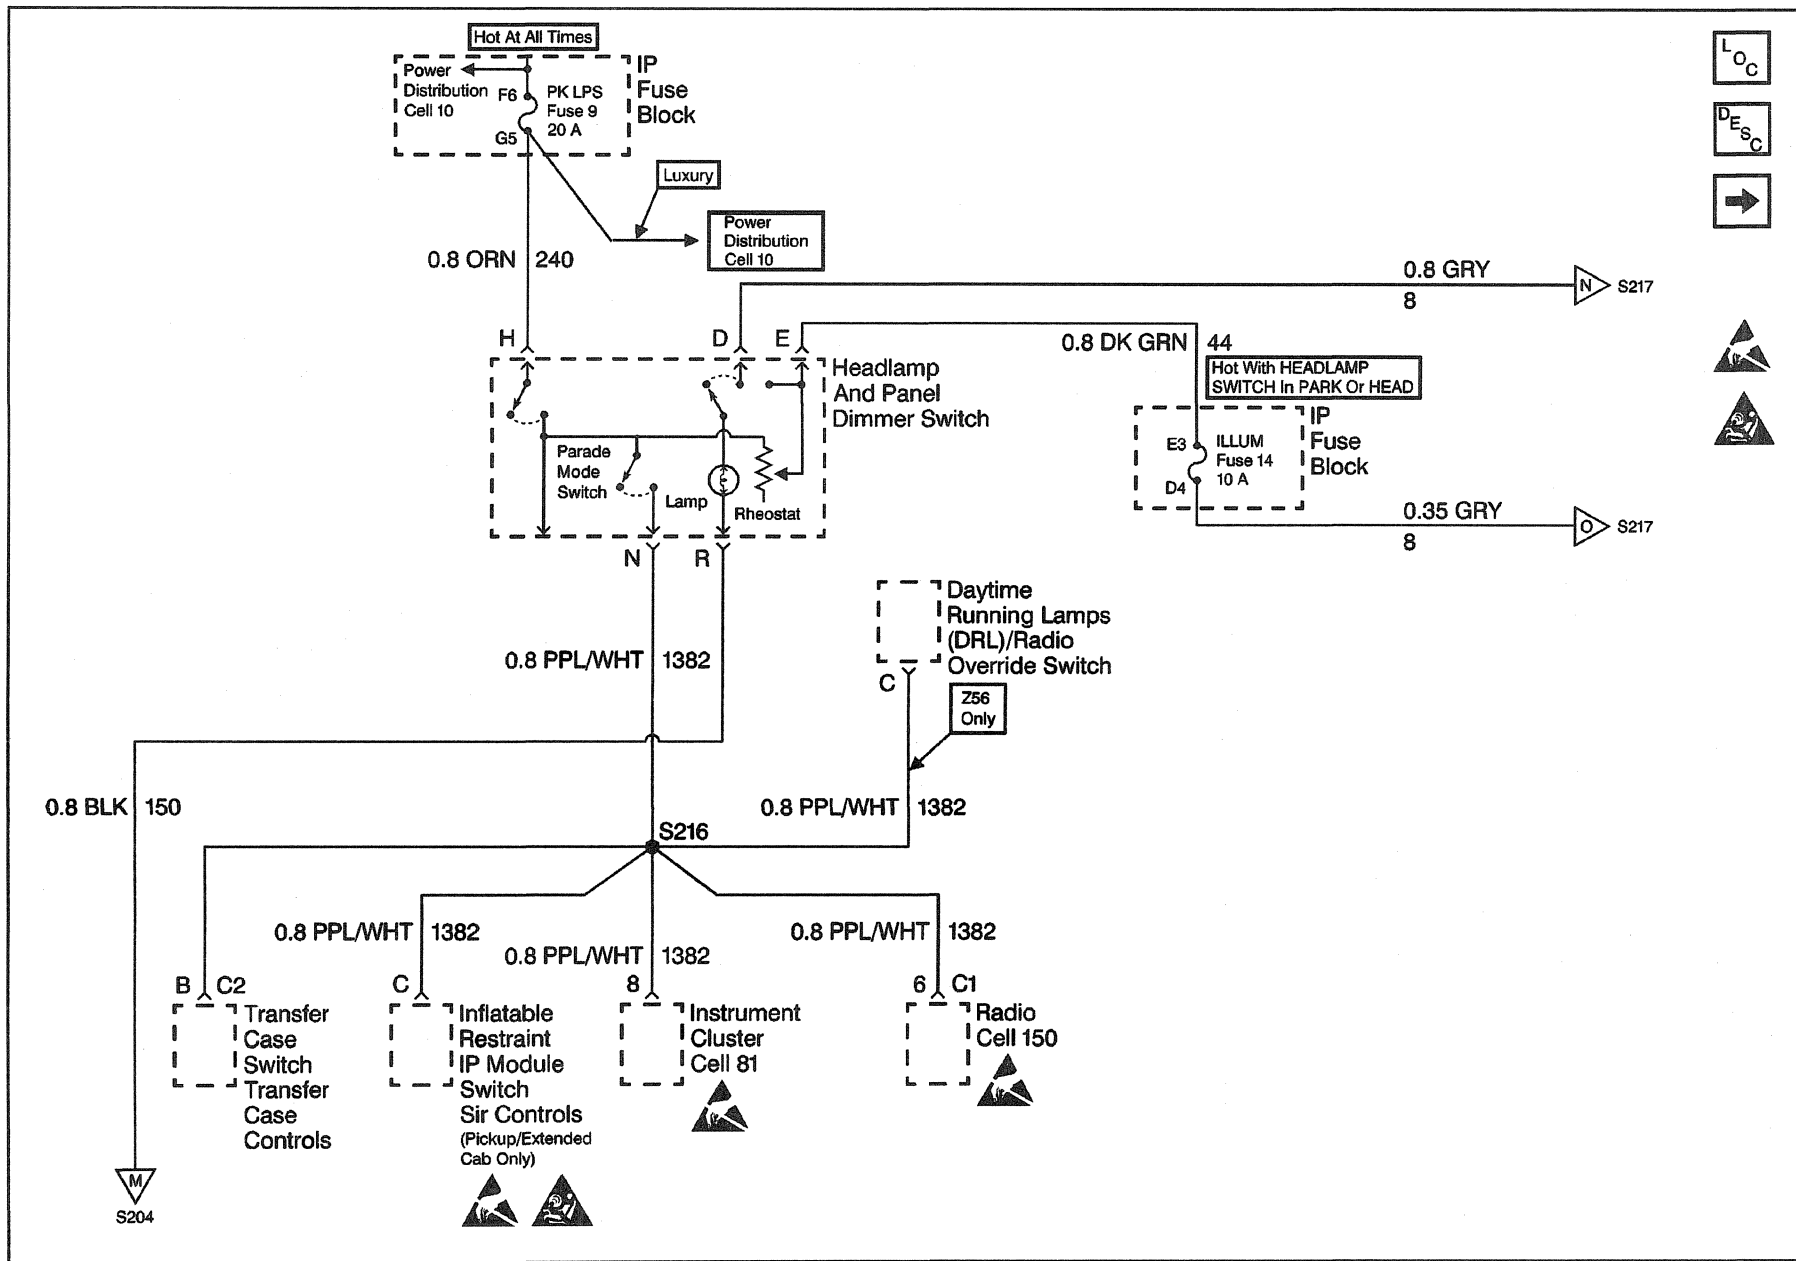 Hot At All Times
Power
Distribution
Cell 10
F6
G5
PK LPS
Fuse 9
20 A
IP
Fuse
Block
Luxury
Power
Distribution
Cell 10
0.8 ORN
240
LOC
DESC
0.8 GRY
8
N
S217
H
D
E
0.8 DK GRN
44
Hot With HEADLAMP
SWITCH In PARK Or HEAD
Headlamp
And Panel
Dimmer Switch
Parade
Mode
Switch
Lamp
Rheostat
E3
D4
ILLUM
Fuse 14
10 A
IP
Fuse
Block
0.35 GRY
8
O
S217
N
R
Daytime
Running Lamps
(DRL)/Radio
Override Switch
C
Z56
Only
0.8 PPL/WHT
1382
0.8 BLK
150
0.8 PPL/WHT
1382
S216
0.8 PPL/WHT
1382
0.8 PPL/WHT
1382
0.8 PPL/WHT
1382
B
C2
C
8
6
C1
Transfer
Case
Switch
Transfer
Case
Controls
Inflatable
Restraint
IP Module
Switch
Sir Controls
(Pickup/Extended
Cab Only)
Instrument
Cluster
Cell 81
Radio
Cell 150
M
S204